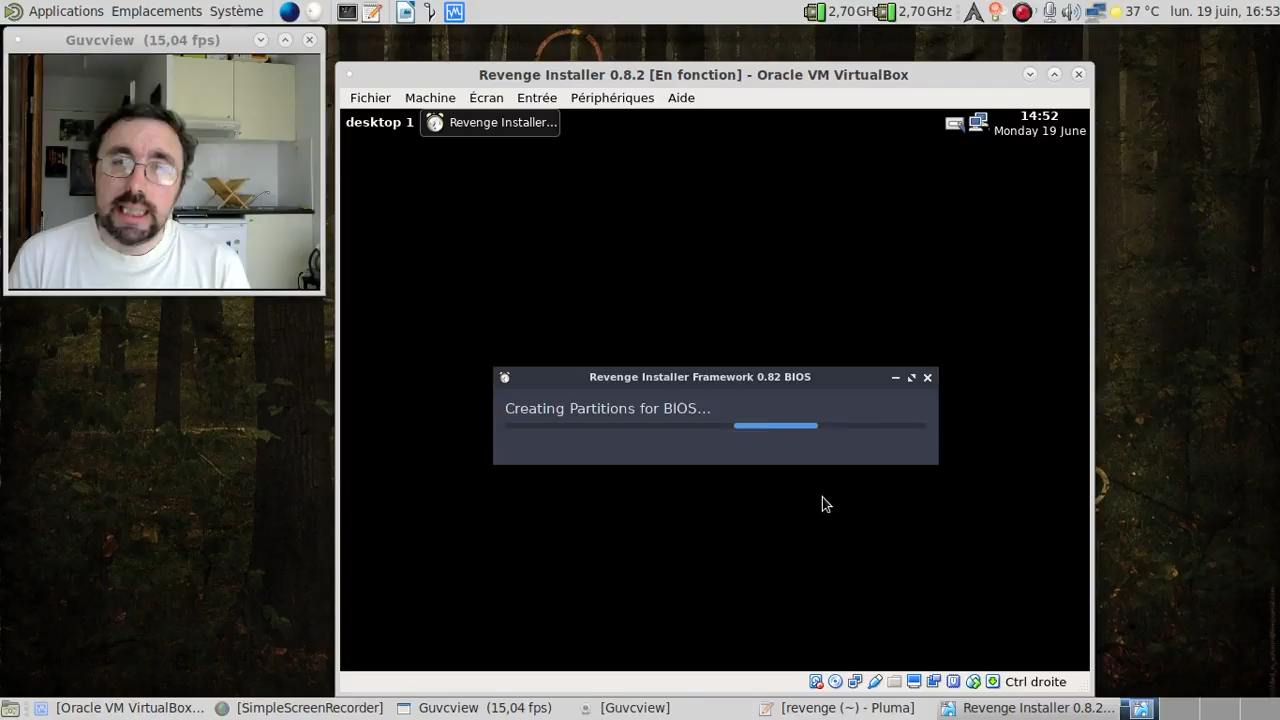 Applications Emplacements Système 2,70 GH 2,70 GHz 37 °C lun. 19 juin, 16:53
Guvcview (15,04 fps)
Revenge Installer 0.8.2 [En fonction] - Oracle VM VirtualBox
Fichier Machine Écran Entrée Périphériques Aide
desktop 1 Revenge Installer... 14:52
Monday 19 June
Revenge Installer Framework 0.82 BIOS
Creating Partitions for BIOS...
Ctrl droite
[Oracle VM VirtualBox... [SimpleScreenRecorder] Guvcview (15,04 fps) [Guvcview] [revenge (~) - Pluma] Revenge Installer 0.8.2...